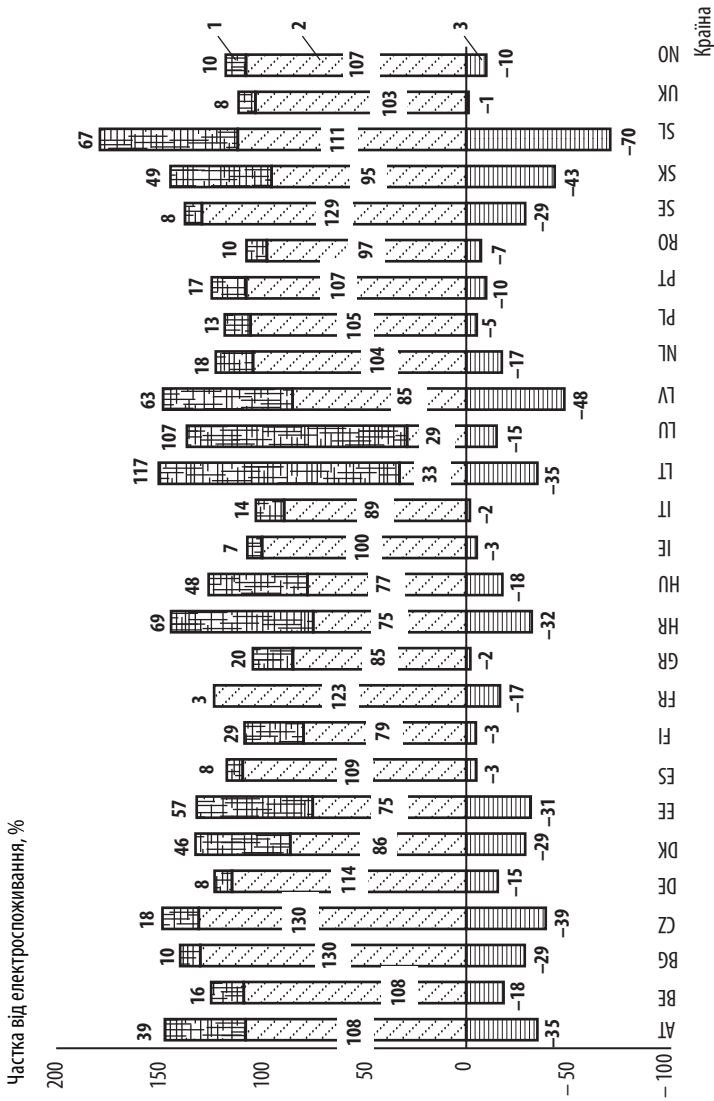 Частка від електроспоживання, %
200
150
100
50
0
– 50
– 100
39 16 10 18 8 46 57 8 29 3 20 69 48 7 14 117 107 63 18 13 17 10 8 49 67 8 10
1
2
3
108 108 130 130 114 86 75 109 79 123 85 75 77 100 89 33 29 85 104 105 107 97 129 95 111 103 107
–35 –18 –29 –39 –15 –29 –31 –3 –3 –17 –2 –32 –18 –3 –2 –35 –15 –48 –17 –5 –10 –7 –29 –43 –70 –1 –10
AT BE BG CZ DE DK EE ES FI FR GR HR HU IE IT LT LU LV NL PL PT RO SE SK SL UK NO
Країна